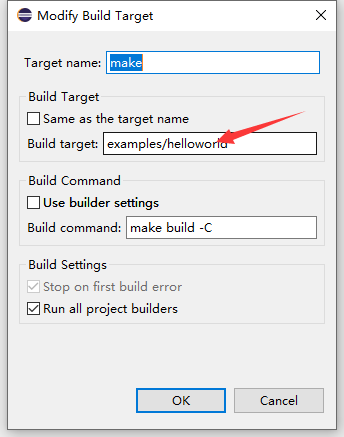 Modify Build Target
Target name: make
Build Target
Same as the target name
Build target: examples/helloworld
Build Command
Use builder settings
Build command: make build -C
Build Settings
Stop on first build error
Run all project builders
OK Cancel